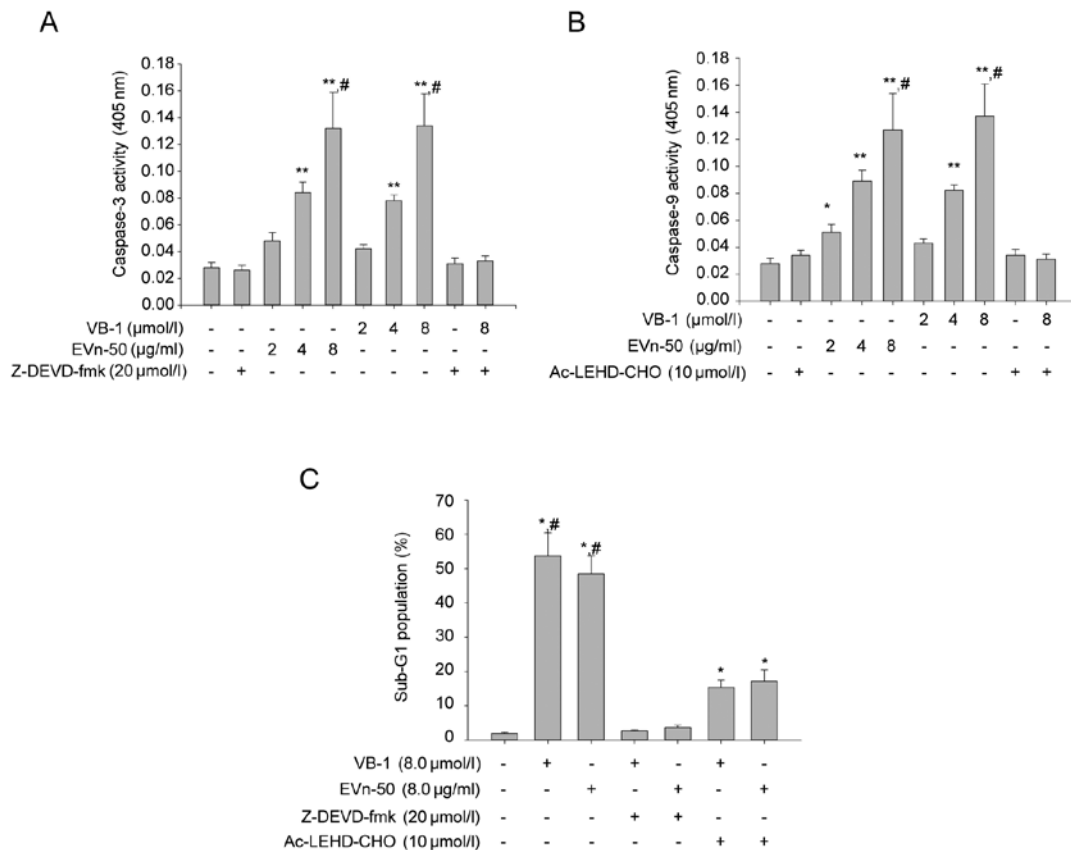 A
Caspase-3 activity (405 nm)
0.18
0.16
0.14
0.12
0.10
0.08
0.06
0.04
0.02
0.00
** **,# ** **,#
VB-1 (μmol/l) - - - - - 2 4 8 - 8
EVn-50 (μg/ml) - - 2 4 8 - - - - -
Z-DEVD-fmk (20 μmol/l) - + - - - - - - + +
B
Caspase-9 activity (405 nm)
0.18
0.16
0.14
0.12
0.10
0.08
0.06
0.04
0.02
0.00
* ** **,# ** **,#
VB-1 (μmol/l) - - - - - 2 4 8 - 8
EVn-50 (μg/ml) - - 2 4 8 - - - - -
Ac-LEHD-CHO (10 μmol/l) - + - - - - - - + +
C
Sub-G1 population (%)
70
60
50
40
30
20
10
0
*,# *,# * *
VB-1 (8.0 μmol/l) - + - + - + -
EVn-50 (8.0 μg/ml) - - + - + - +
Z-DEVD-fmk (20 μmol/l) - - - + + - -
Ac-LEHD-CHO (10 μmol/l) - - - - - + +